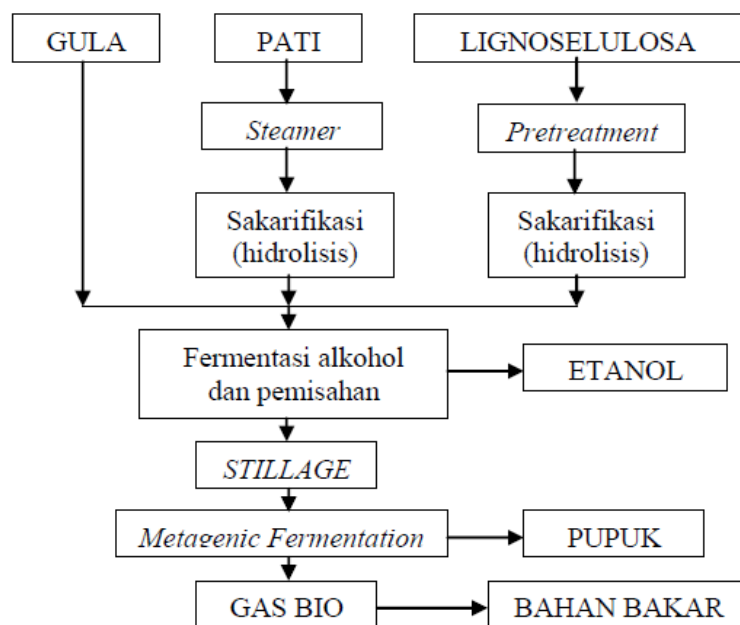 GULA
PATI
LIGNOSELULOSA
Steamer
Pretreatment
Sakarifikasi
(hidrolisis)
Sakarifikasi
(hidrolisis)
Fermentasi alkohol
dan pemisahan
ETANOL
STILLAGE
Metagenic Fermentation
PUPUK
GAS BIO
BAHAN BAKAR